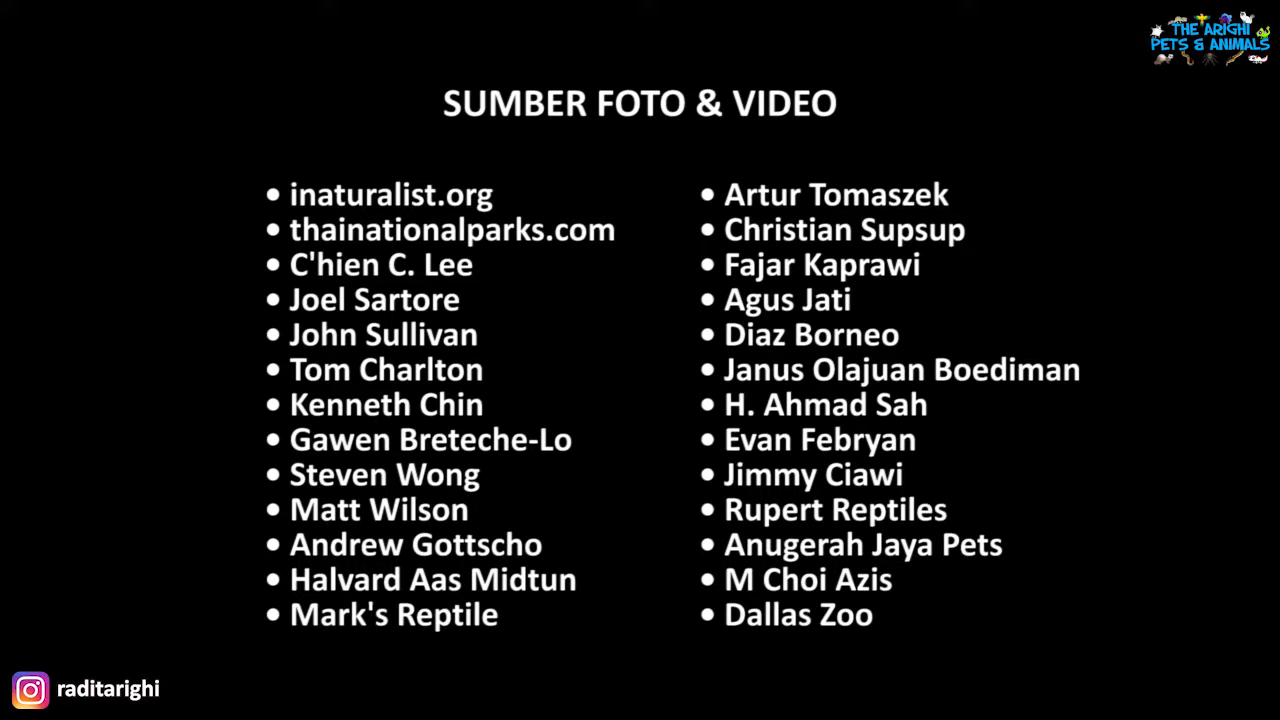 THE ARIGHI
PETS & ANIMALS
SUMBER FOTO & VIDEO
• inaturalist.org
• thainationalparks.com
• C'hien C. Lee
• Joel Sartore
• John Sullivan
• Tom Charlton
• Kenneth Chin
• Gawen Breteche-Lo
• Steven Wong
• Matt Wilson
• Andrew Gottscho
• Halvard Aas Midtun
• Mark's Reptile
• Artur Tomaszek
• Christian Supsup
• Fajar Kaprawi
• Agus Jati
• Diaz Borneo
• Janus Olajuan Boediman
• H. Ahmad Sah
• Evan Febryan
• Jimmy Ciawi
• Rupert Reptiles
• Anugerah Jaya Pets
• M Choi Azis
• Dallas Zoo
raditarighi